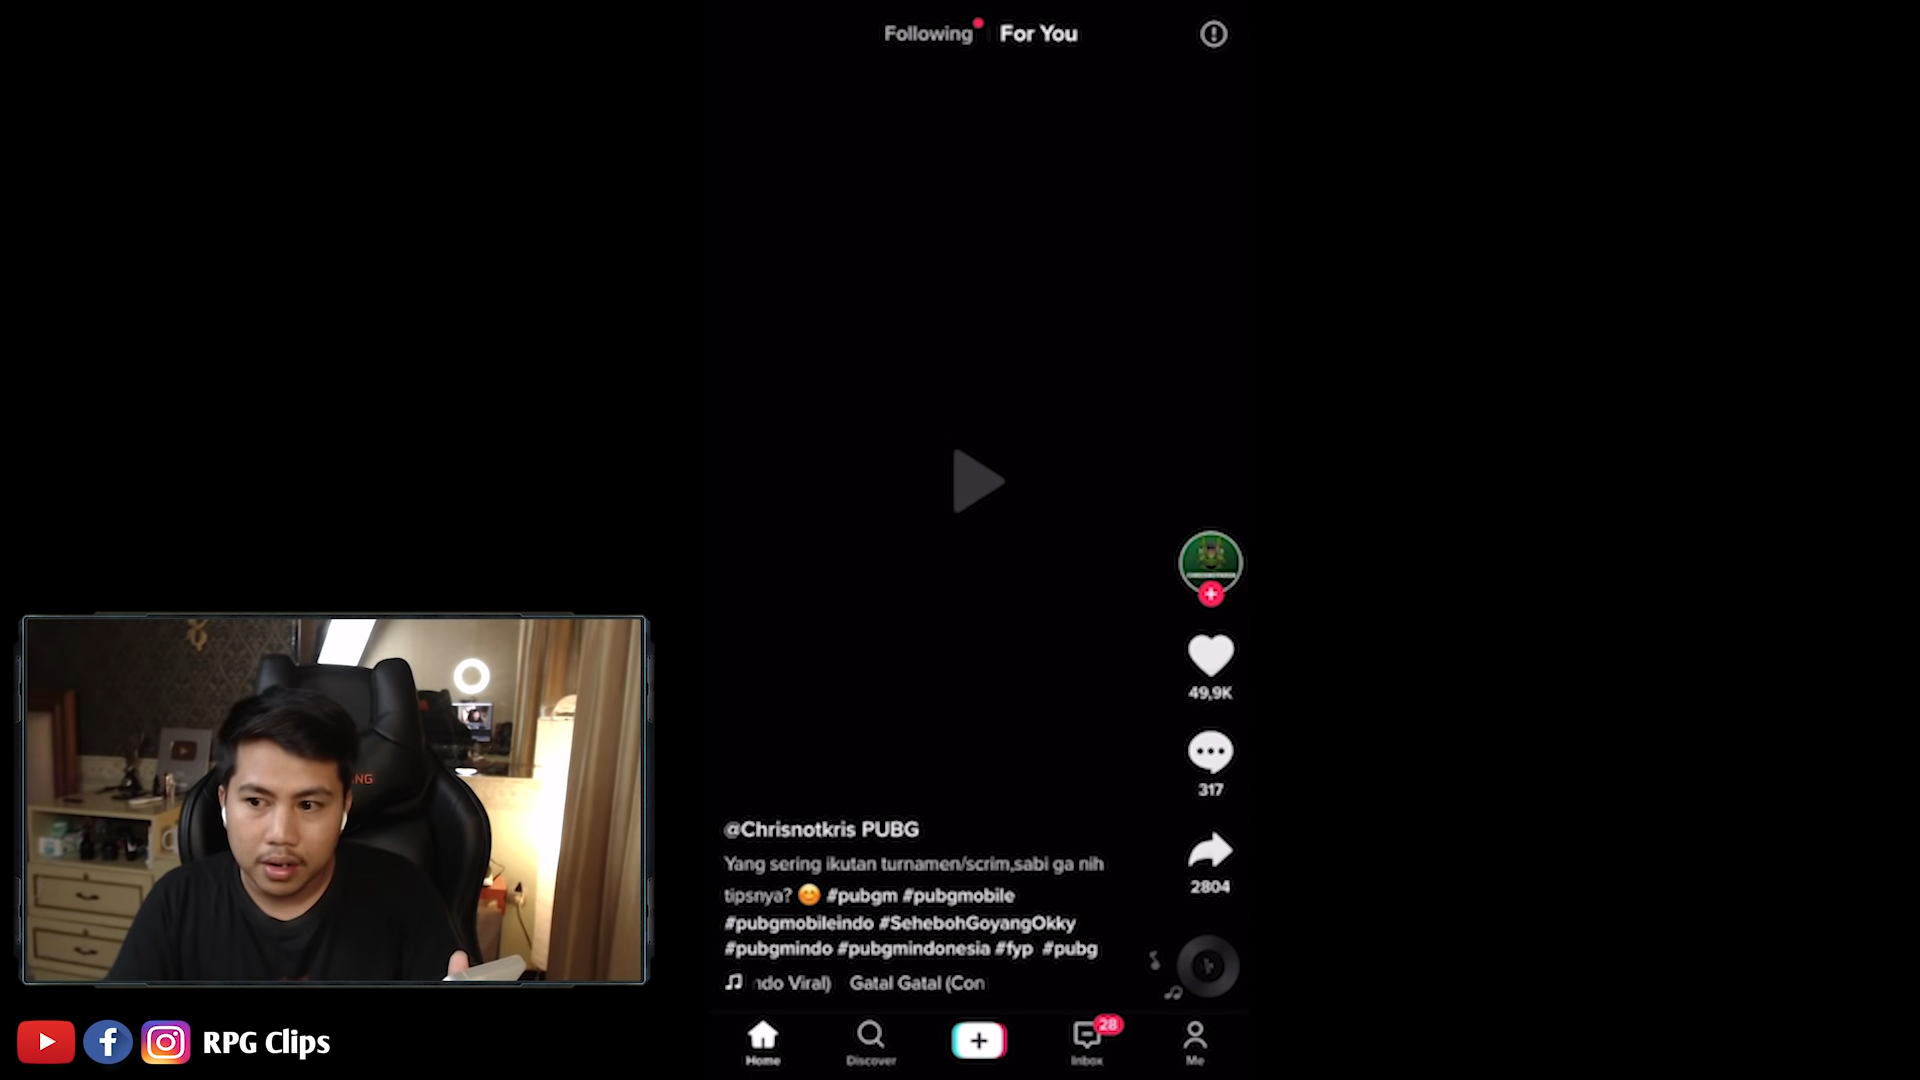 Following
For You
49,9K
317
@Chrisnotkris PUBG
Yang sering ikutan turnamen/scrim,sabi ga nih
tipsnya? 😊 #pubgm #pubgmobile
#pubgmobileindo #SehebohGoyangOkky
#pubgmindo #pubgmindonesia #fyp #pubg
ndo Viral) Gatal Gatal (Con
2804
Home
Discover
28
Inbox
Me
NG
RPG Clips